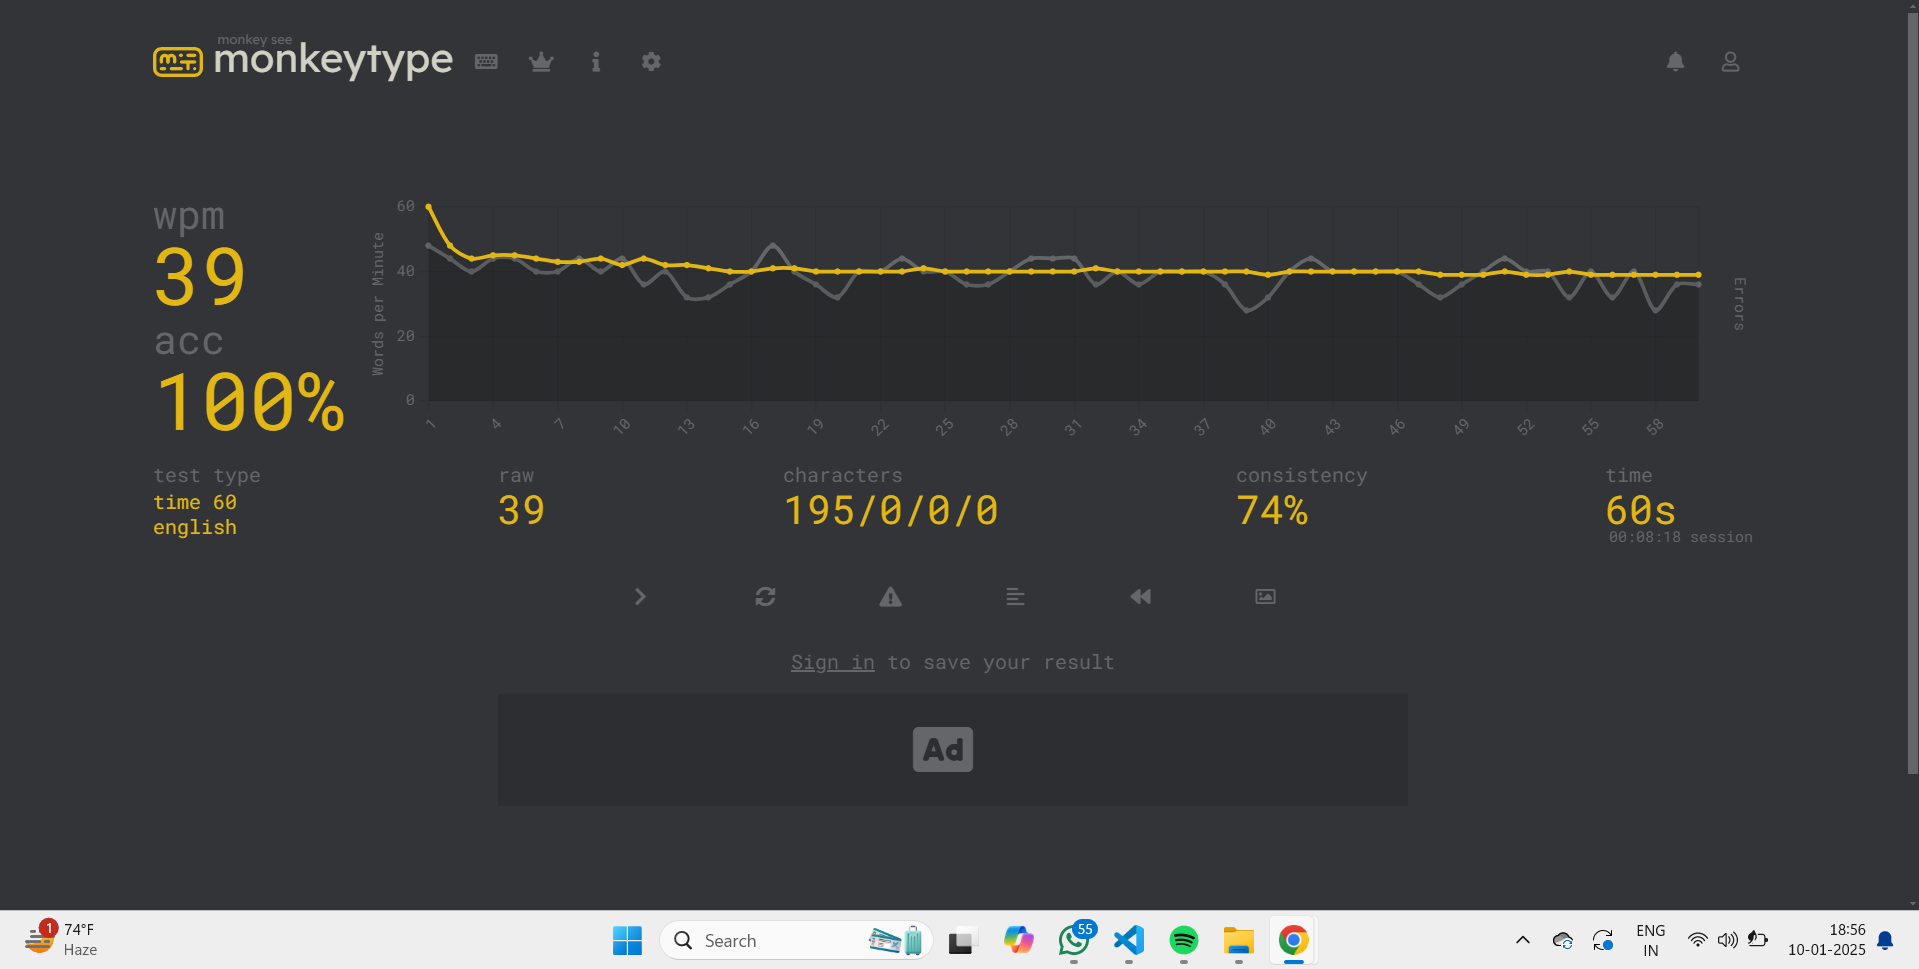 monkey see
monkeytype
wpm
39
acc
100%
Words per Minute
60
40
20
0
1 4 7 10 13 16 19 22 25 28 31 34 37 40 43 46 49 52 55 58
Errors
test type
time 60
english
raw
39
characters
195/0/0/0
consistency
74%
time
60s
00:08:18 session
Sign in to save your result
Ad
1
74°F
Haze
Search
55
ENG
IN
18:56
10-01-2025